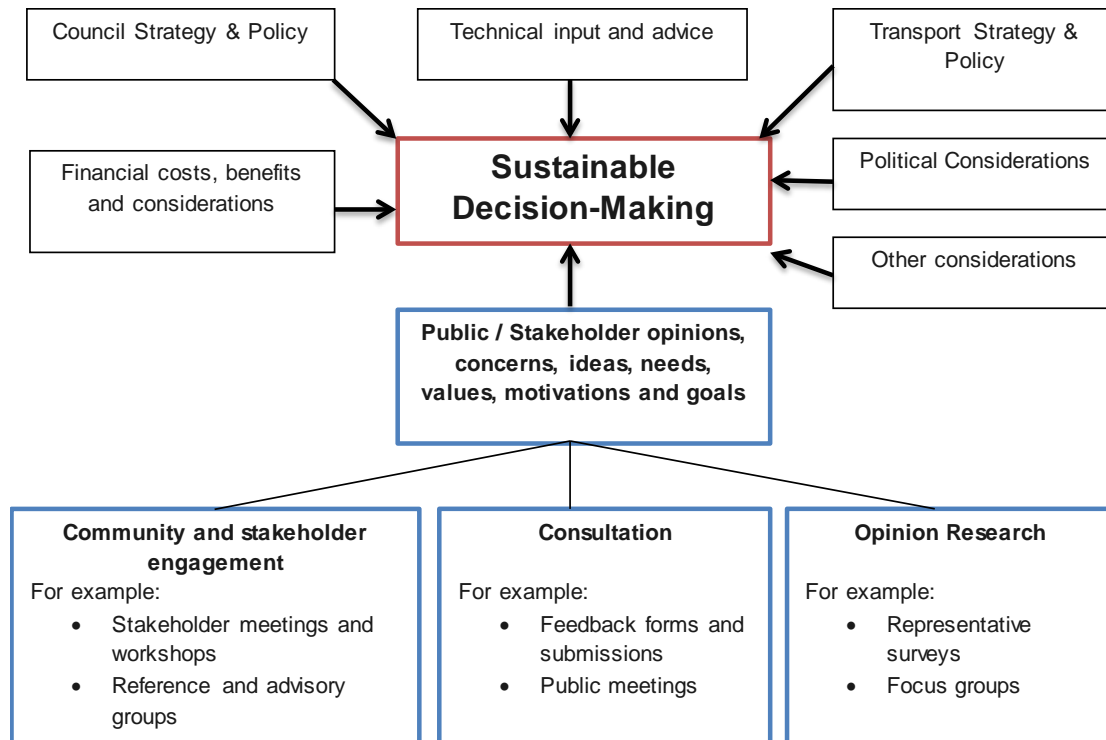 Council Strategy & Policy
Technical input and advice
Transport Strategy &
Policy
Financial costs, benefits
and considerations
Sustainable
Decision-Making
Political Considerations
Other considerations
Public / Stakeholder opinions,
concerns, ideas, needs,
values, motivations and goals
Community and stakeholder
engagement
For example:
• Stakeholder meetings and
workshops
• Reference and advisory
groups
Consultation
For example:
• Feedback forms and
submissions
• Public meetings
Opinion Research
For example:
• Representative
surveys
• Focus groups